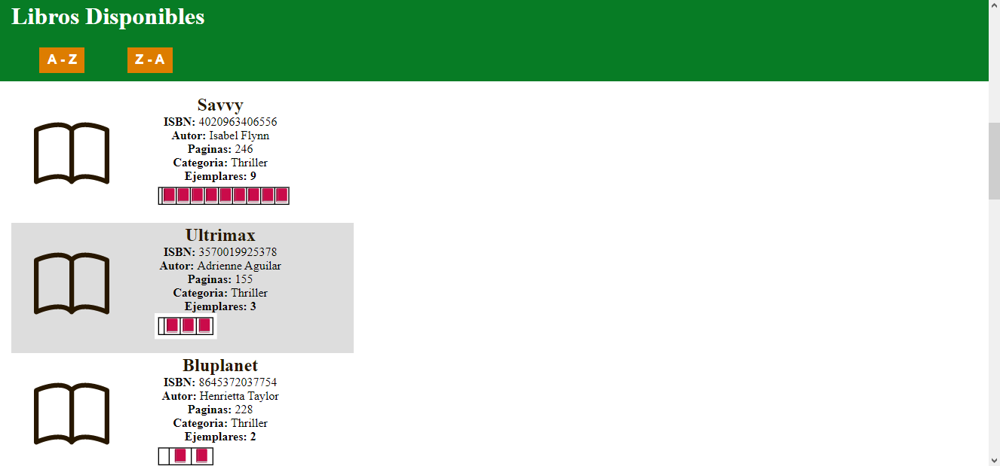 Libros Disponibles
A - Z
Z - A
Savvy
ISBN: 4020963406556
Autor: Isabel Flynn
Paginas: 246
Categoria: Thriller
Ejemplares: 9
Ultrimax
ISBN: 3570019925378
Autor: Adrienne Aguilar
Paginas: 155
Categoria: Thriller
Ejemplares: 3
Bluplanet
ISBN: 8645372037754
Autor: Henrietta Taylor
Paginas: 228
Categoria: Thriller
Ejemplares: 2